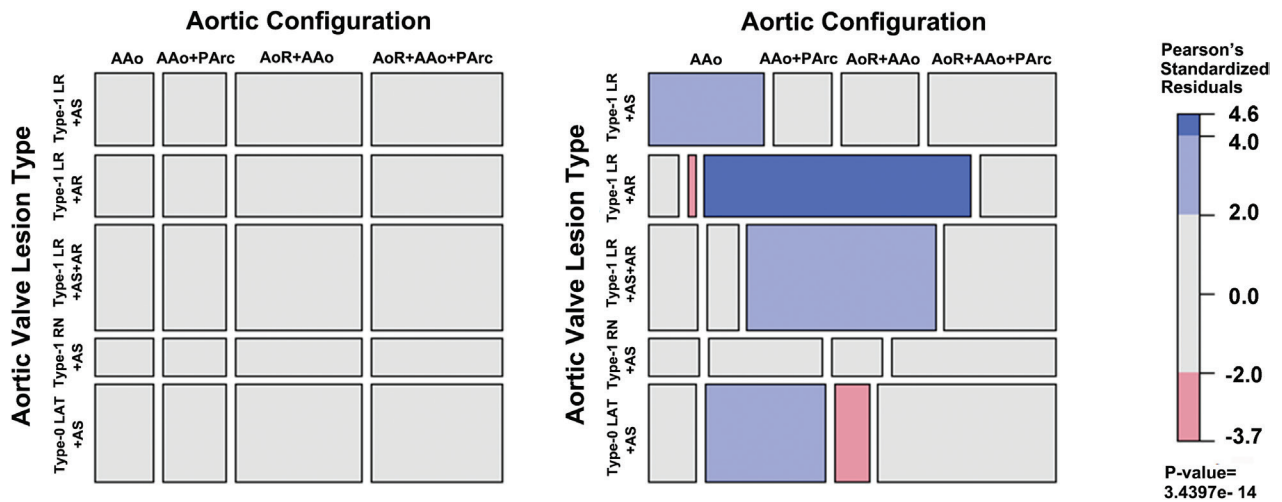 Aortic Configuration
AAo AAo+PArc AoR+AAo AoR+AAo+PArc
Aortic Valve Lesion Type
Type-1 LR
+AS
Type-1 LR
+AR
Type-1 LR
+AS+AR
Type-1 RN
+AS
Type-0 LAT
+AS
Aortic Configuration
AAo AAo+PArc AoR+AAo AoR+AAo+PArc
Aortic Valve Lesion Type
Type-1 LR
+AS
Type-1 LR
+AR
Type-1 LR
+AS+AR
Type-1 RN
+AS
Type-0 LAT
+AS
Pearson's
Standardized
Residuals
4.6
4.0
2.0
0.0
-2.0
-3.7
P-value=
3.4397e- 14